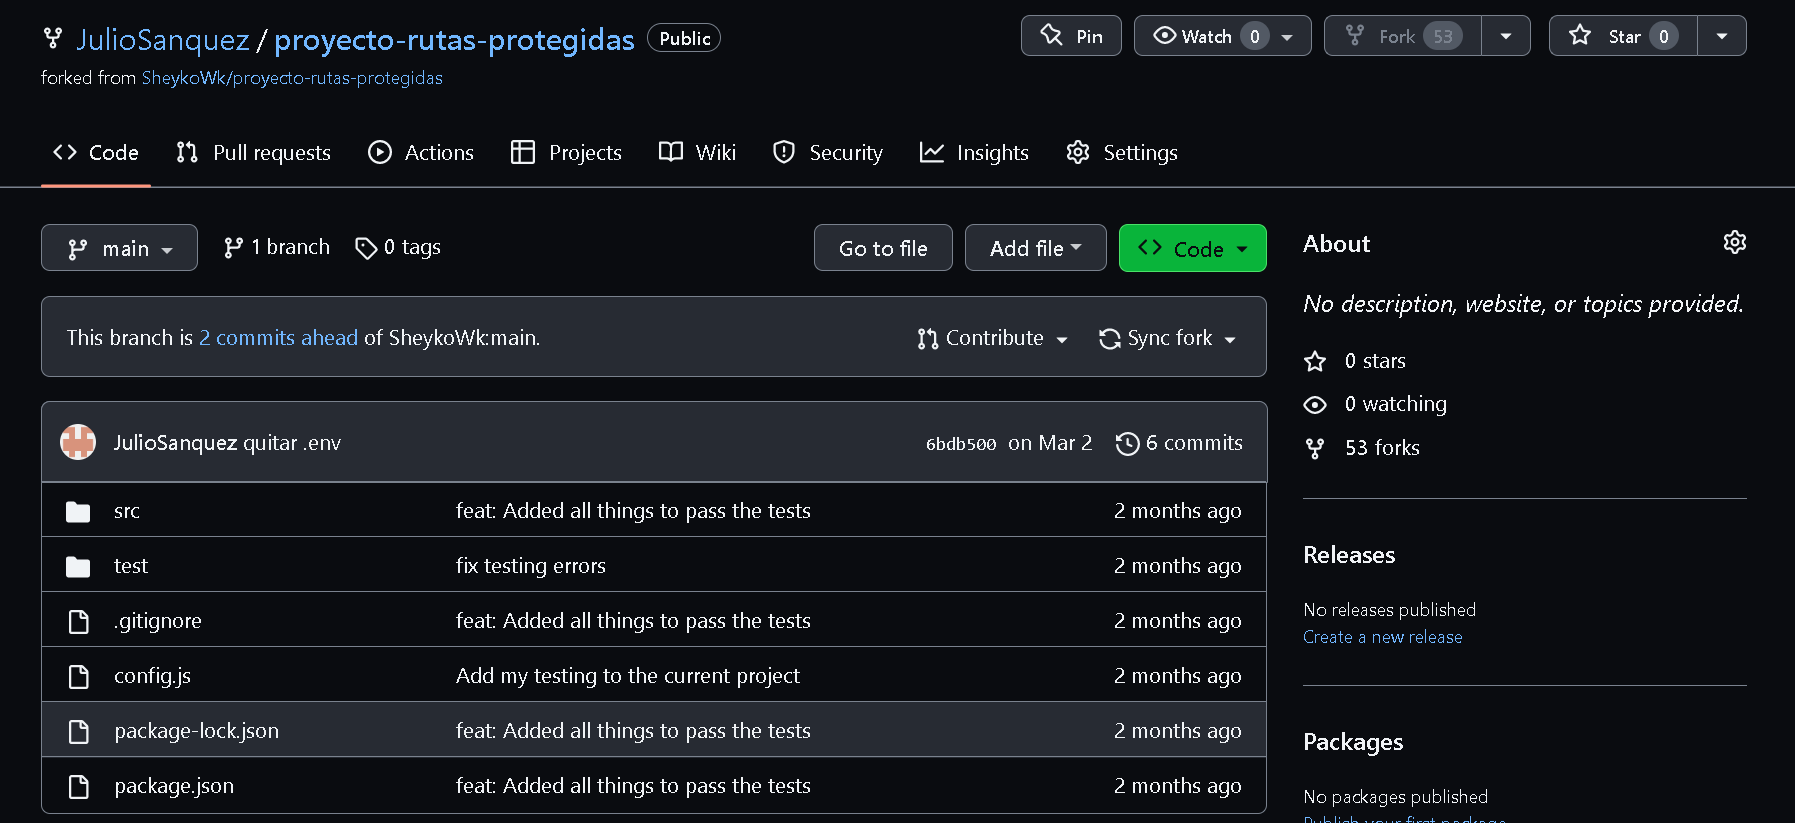 JulioSanquez / proyecto-rutas-protegidas Public Pin Watch 0 Fork 53 Star 0
forked from SheykoWk/proyecto-rutas-protegidas
Code Pull requests Actions Projects Wiki Security Insights Settings
main 1 branch 0 tags Go to file Add file Code
This branch is 2 commits ahead of SheykoWk:main. Contribute Sync fork
JulioSanquez quitar .env 6bdb500 on Mar 2 6 commits
src feat: Added all things to pass the tests 2 months ago
test fix testing errors 2 months ago
.gitignore feat: Added all things to pass the tests 2 months ago
config.js Add my testing to the current project 2 months ago
package-lock.json feat: Added all things to pass the tests 2 months ago
package.json feat: Added all things to pass the tests 2 months ago
About
No description, website, or topics provided.
0 stars
0 watching
53 forks
Releases
No releases published
Create a new release
Packages
No packages published
Publish your first package